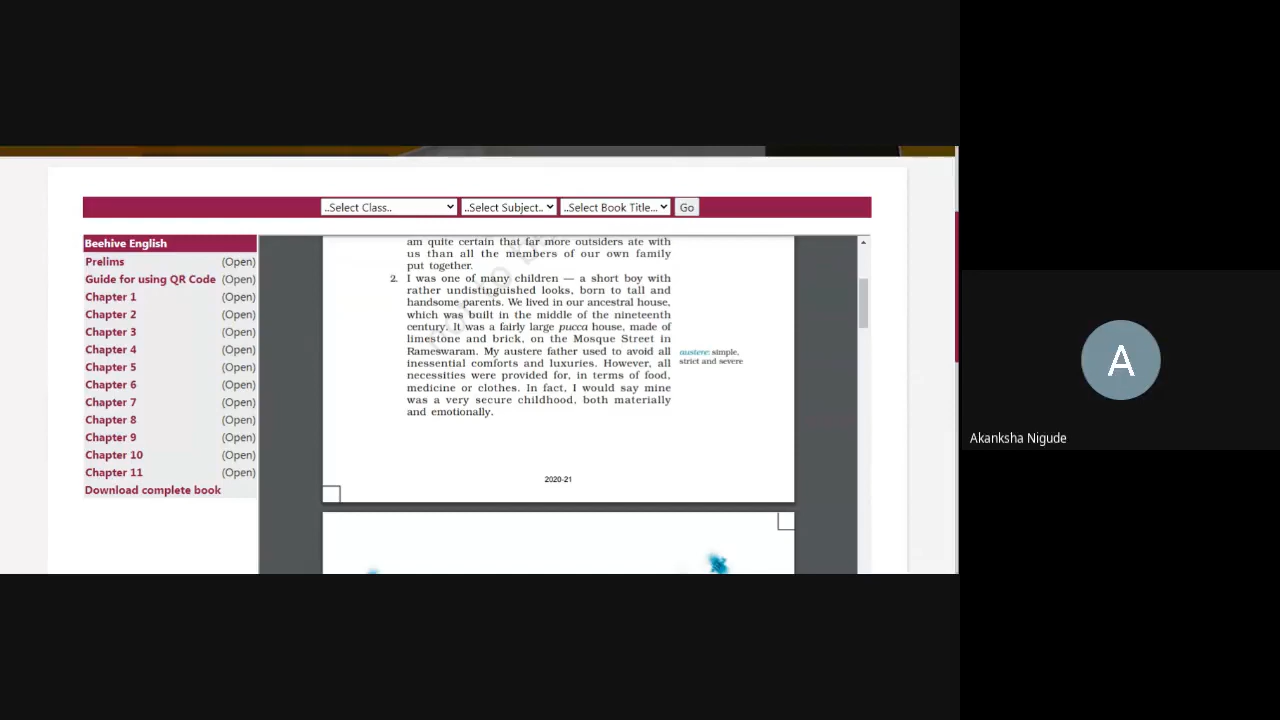 ..Select Class..
..Select Subject..
..Select Book Title...
Go
Beehive English
Prelims (Open)
Guide for using QR Code (Open)
Chapter 1 (Open)
Chapter 2 (Open)
Chapter 3 (Open)
Chapter 4 (Open)
Chapter 5 (Open)
Chapter 6 (Open)
Chapter 7 (Open)
Chapter 8 (Open)
Chapter 9 (Open)
Chapter 10 (Open)
Chapter 11 (Open)
Download complete book
am quite certain that far more outsiders ate with
us than all the members of our own family
put together.
2. I was one of many children — a short boy with
rather undistinguished looks, born to tall and
handsome parents. We lived in our ancestral house,
which was built in the middle of the nineteenth
century. It was a fairly large pucca house, made of
limestone and brick, on the Mosque Street in
Rameswaram. My austere father used to avoid all
inessential comforts and luxuries. However, all
necessities were provided for, in terms of food,
medicine or clothes. In fact, I would say mine
was a very secure childhood, both materially
and emotionally.
austere: simple,
strict and severe
2020-21
A
Akanksha Nigude